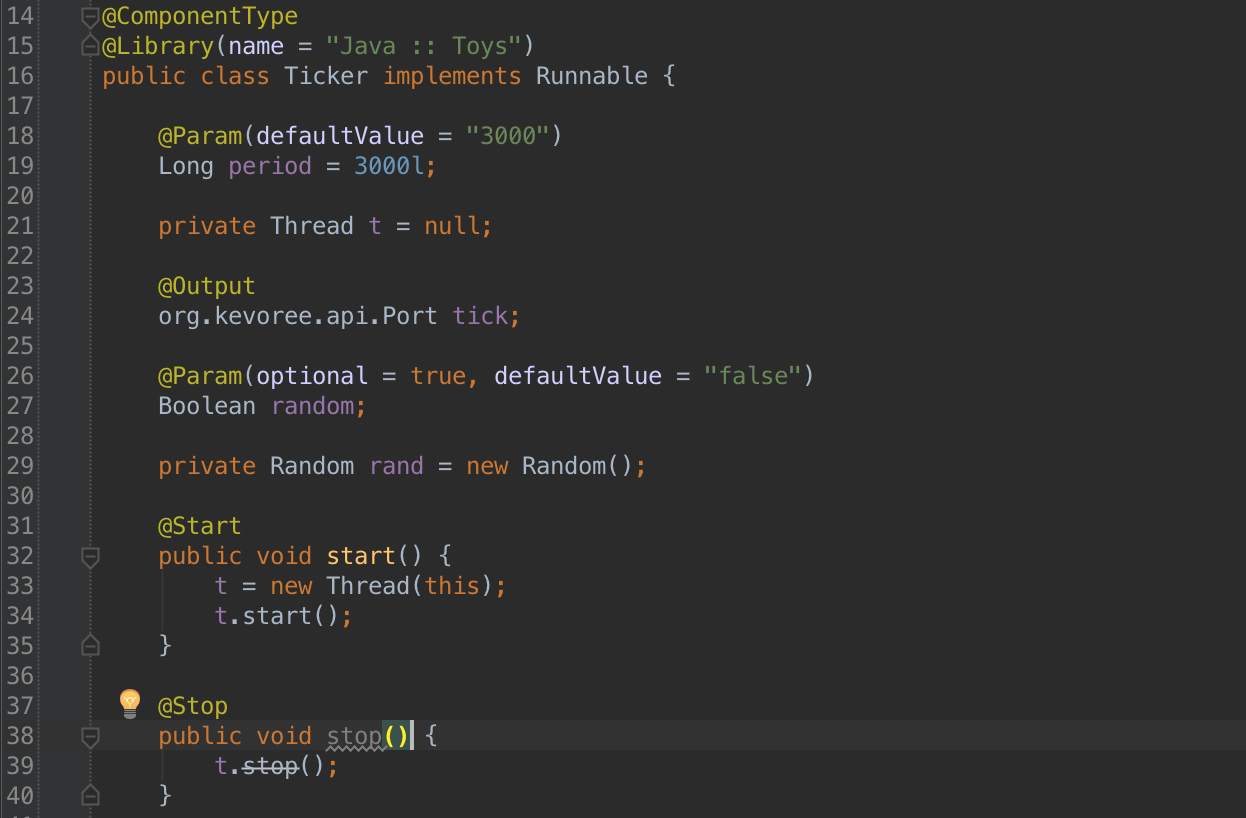 14 @ComponentType
15 @Library(name = "Java :: Toys")
16 public class Ticker implements Runnable {
17
18     @Param(defaultValue = "3000")
19     Long period = 3000l;
20
21     private Thread t = null;
22
23     @Output
24     org.kevoree.api.Port tick;
25
26     @Param(optional = true, defaultValue = "false")
27     Boolean random;
28
29     private Random rand = new Random();
30
31     @Start
32     public void start() {
33         t = new Thread(this);
34         t.start();
35     }
36
37     @Stop
38     public void stop() {
39         t.stop();
40     }